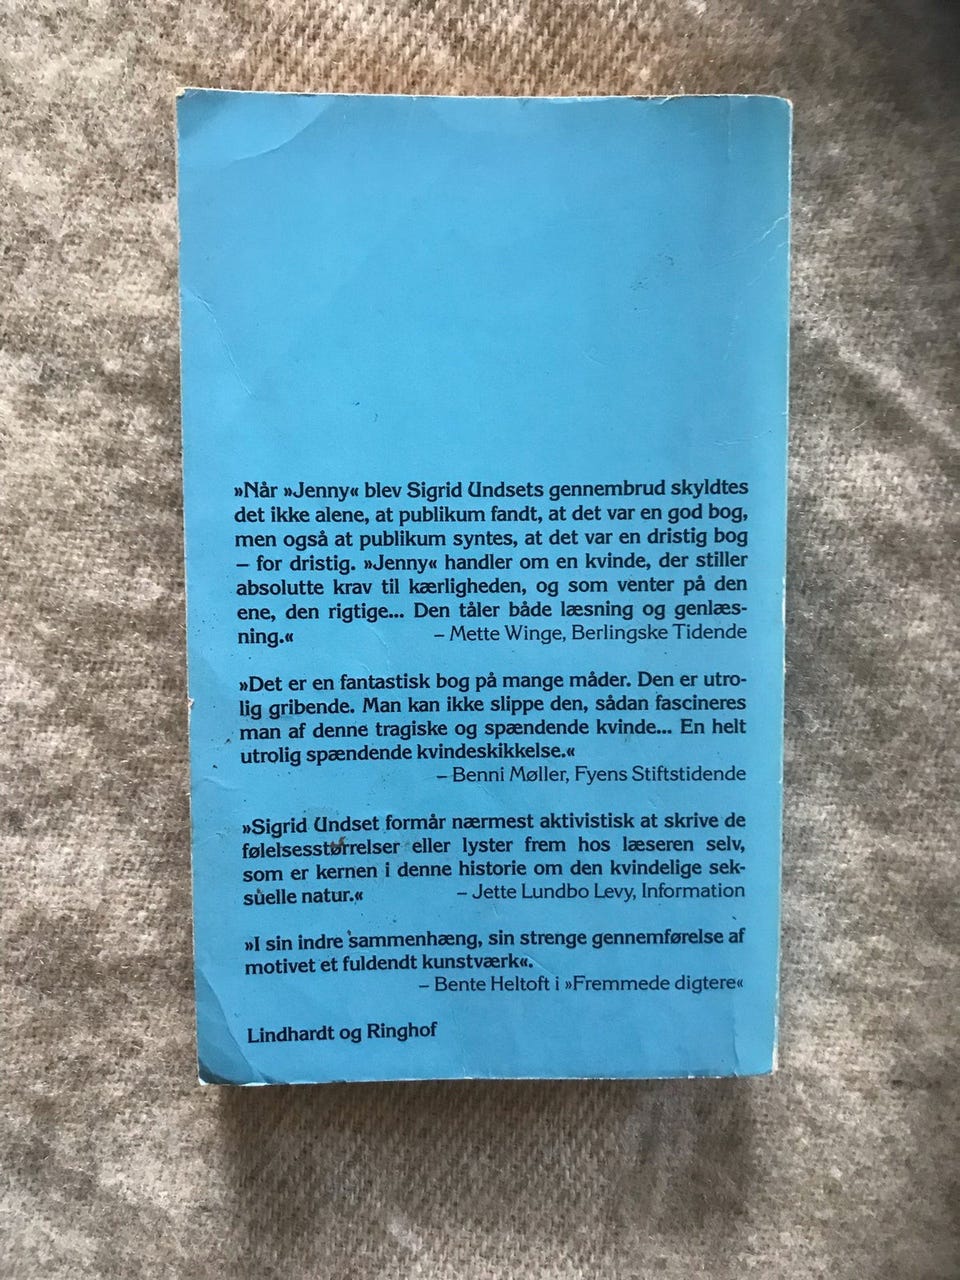 »Når »Jenny« blev Sigrid Undsets gennembrud skyldtes
det ikke alene, at publikum fandt, at det var en god bog,
men også at publikum syntes, at det var en dristig bog
– for dristig. »Jenny« handler om en kvinde, der stiller
absolutte krav til kærligheden, og som venter på den
ene, den rigtige... Den tåler både læsning og genlæs-
ning.« – Mette Winge, Berlingske Tidende
»Det er en fantastisk bog på mange måder. Den er utro-
lig gribende. Man kan ikke slippe den, sådan fascineres
man af denne tragiske og spændende kvinde... En helt
utrolig spændende kvindeskikkelse.«
– Benni Møller, Fyens Stiftstidende
»Sigrid Undset formår nærmest aktivistisk at skrive de
følelsesstørrelser eller lyster frem hos læseren selv,
som er kernen i denne historie om den kvindelige sek-
suelle natur.« – Jette Lundbo Levy, Information
»I sin indre sammenhæng, sin strenge gennemførelse af
motivet et fuldendt kunstværk«.
– Bente Heltoft i »Fremmede digtere«
Lindhardt og Ringhof